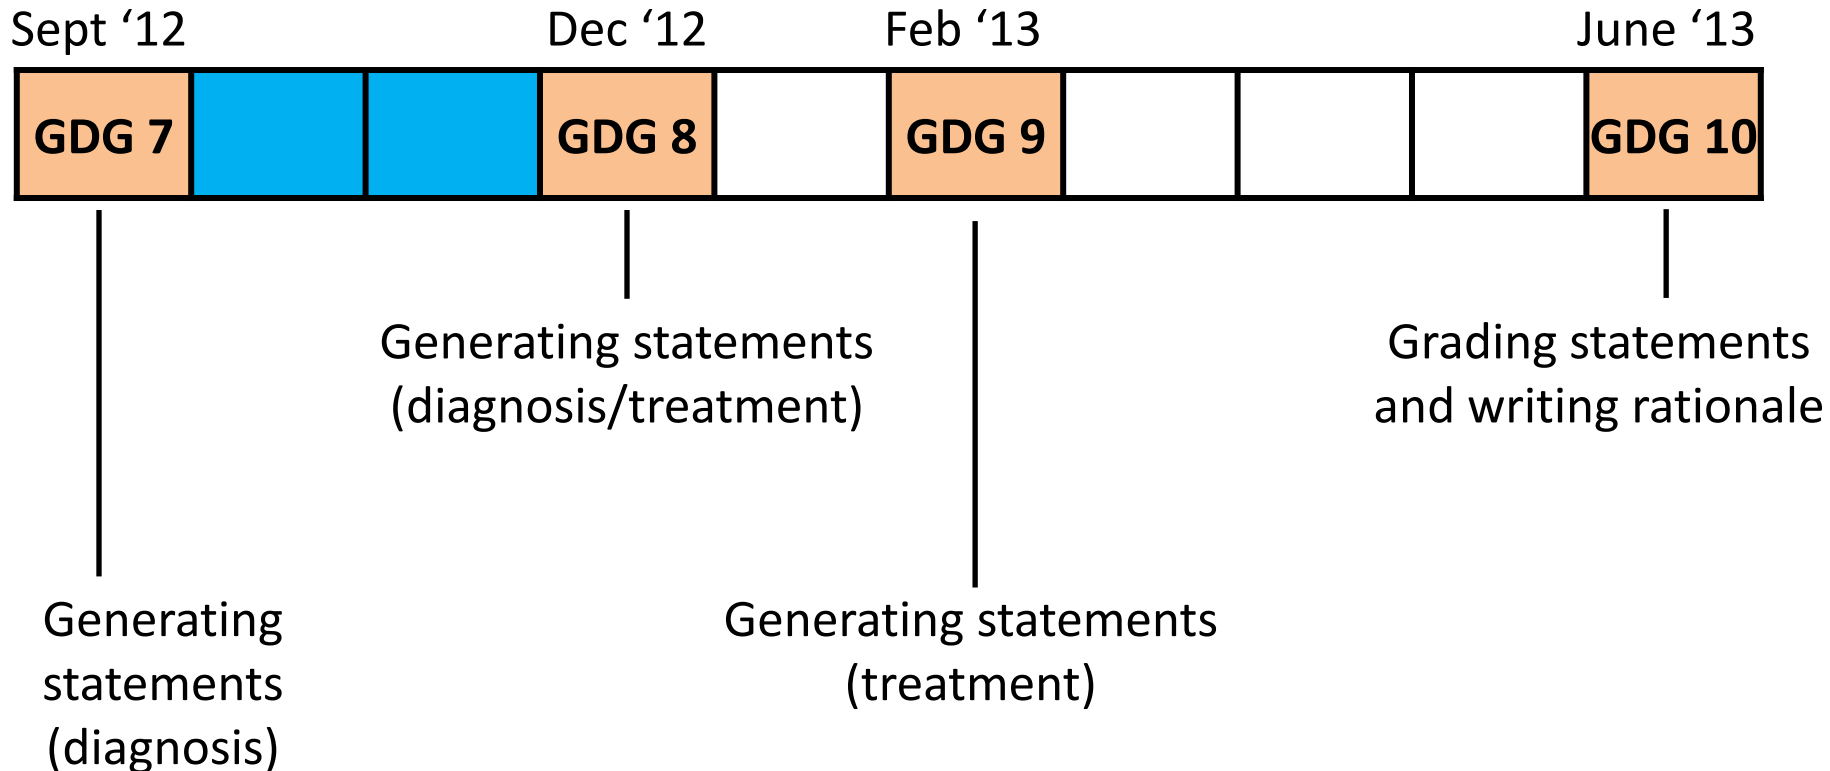 Sept ‘12
Dec ‘12
Feb ‘13
June ‘13
GDG 7
GDG 8
GDG 9
GDG 10
Generating statements
(diagnosis/treatment)
Grading statements
and writing rationale
Generating
statements
(diagnosis)
Generating statements
(treatment)